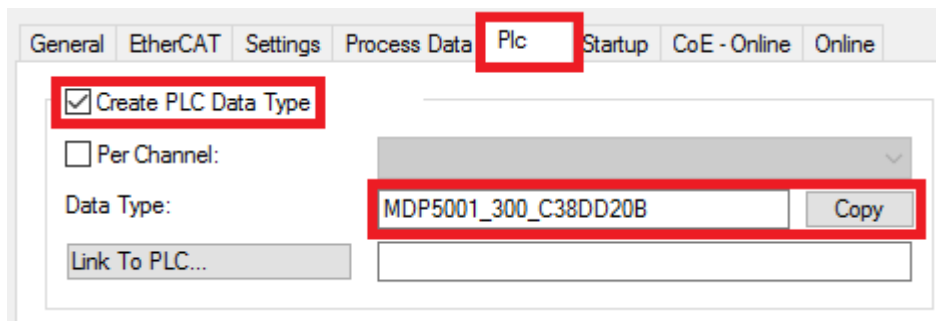 General EtherCAT Settings Process Data Plc Startup CoE - Online Online
Create PLC Data Type
Per Channel:
Data Type: MDP5001_300_C38DD20B Copy
Link To PLC...